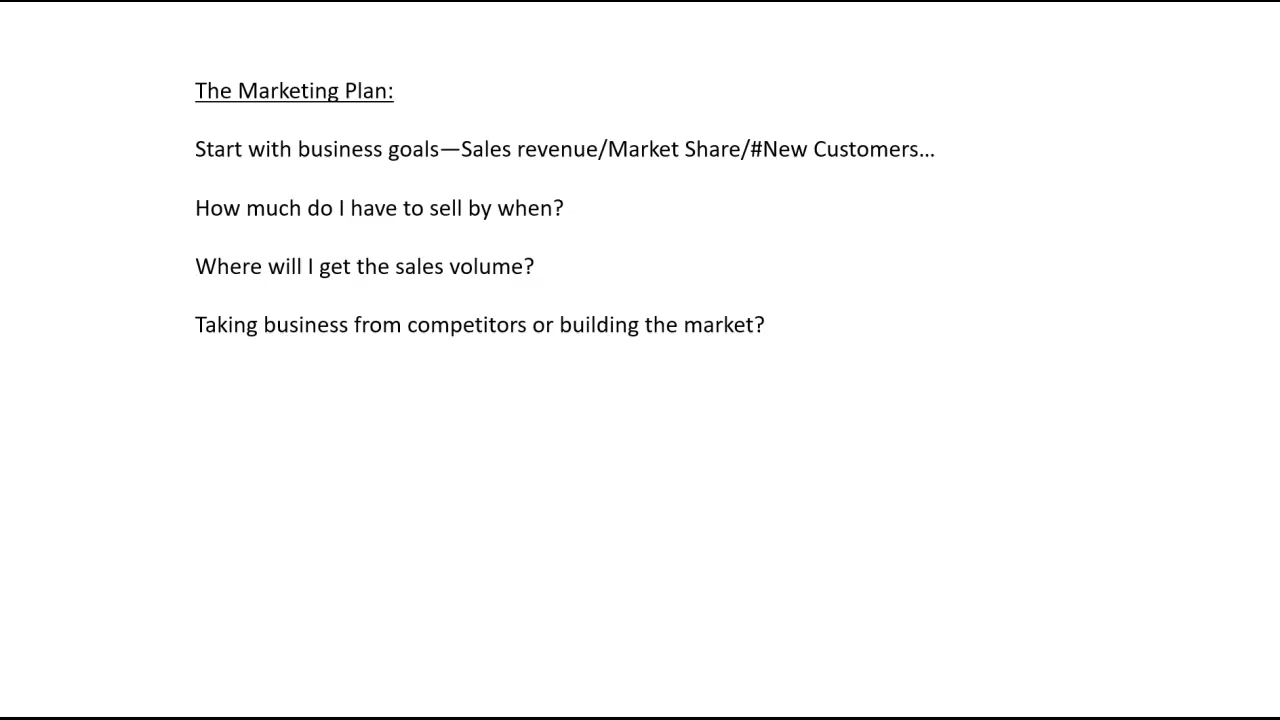 The Marketing Plan:
Start with business goals—Sales revenue/Market Share/#New Customers…
How much do I have to sell by when?
Where will I get the sales volume?
Taking business from competitors or building the market?